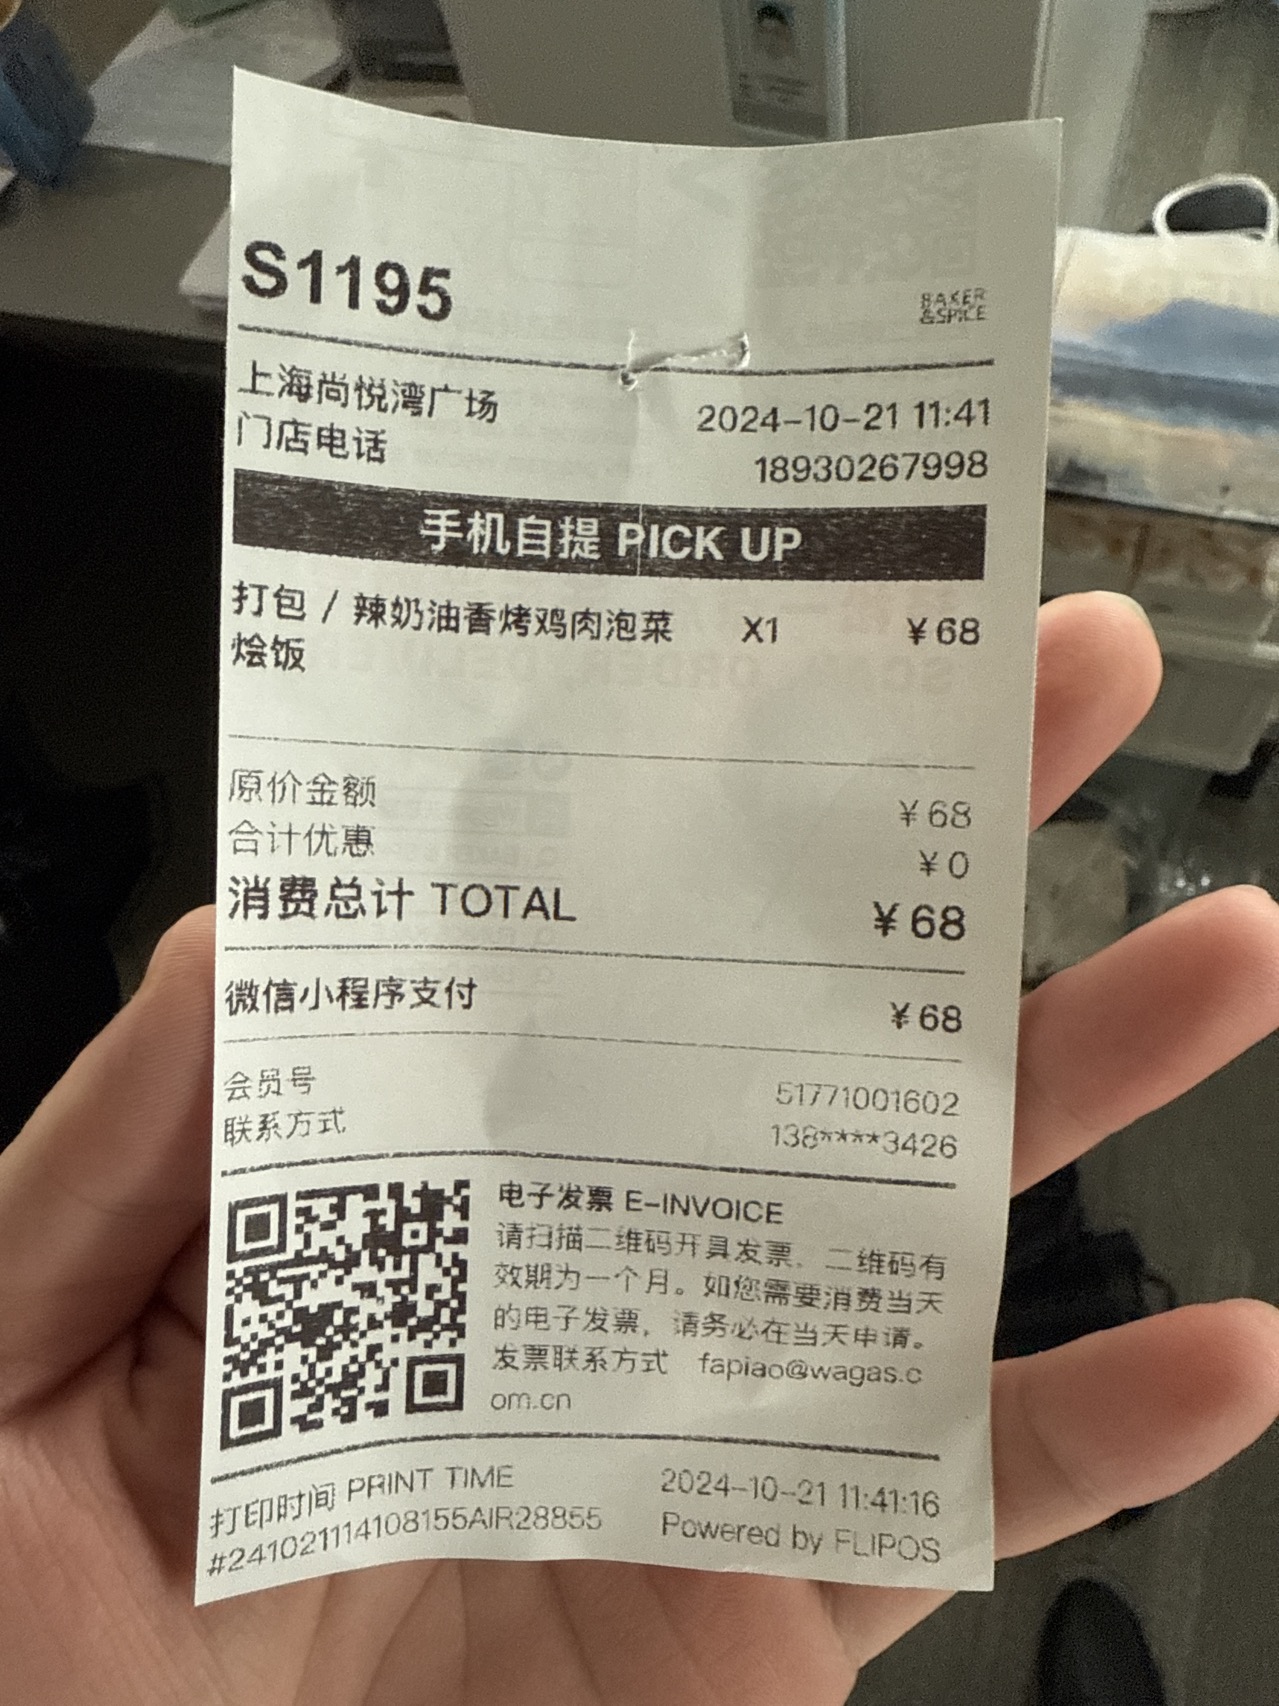 S1195
BAKER
&SPICE
上海尚悦湾广场 2024-10-21 11:41
门店电话 18930267998
手机自提 PICK UP
打包 / 辣奶油香烤鸡肉泡菜 X1 ¥68
烩饭
原价金额 ¥68
合计优惠 ¥0
消费总计 TOTAL ¥68
微信小程序支付 ¥68
会员号 51771001602
联系方式 138****3426
电子发票 E-INVOICE
请扫描二维码开具发票，二维码有
效期为一个月。如您需要消费当天
的电子发票，请务必在当天申请。
发票联系方式 fapiao@wagas.c
om.cn
打印时间 PRINT TIME 2024-10-21 11:41:16
#241021114108155AIR28855 Powered by FLIPOS